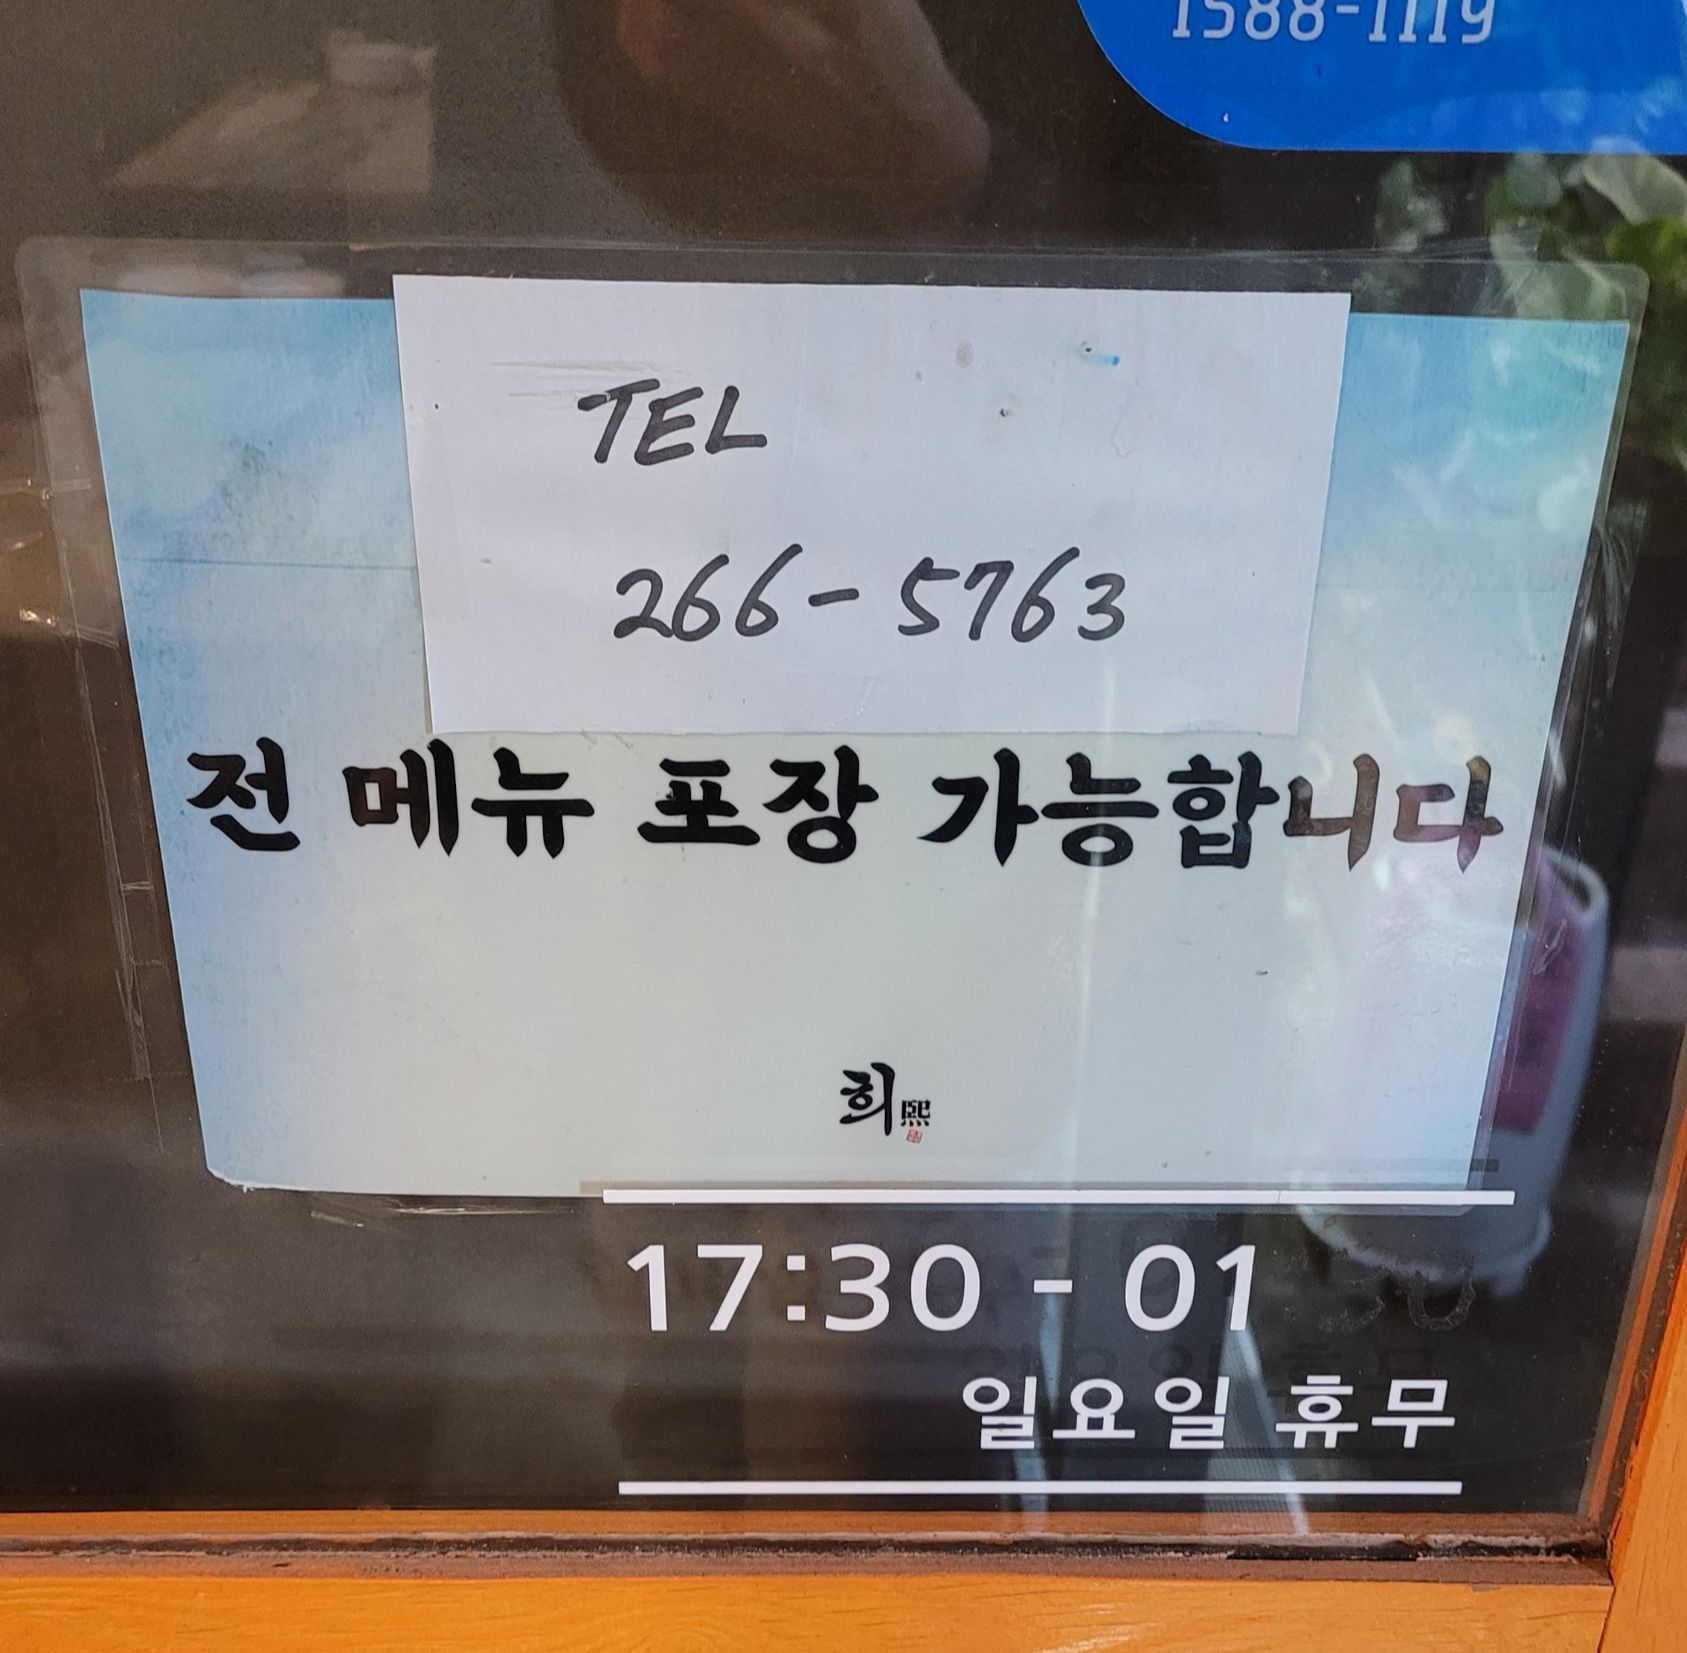 1588-1119
TEL
266-5763
전 메뉴 포장 가능합니다
희熙
17:30 - 01
일요일 휴무